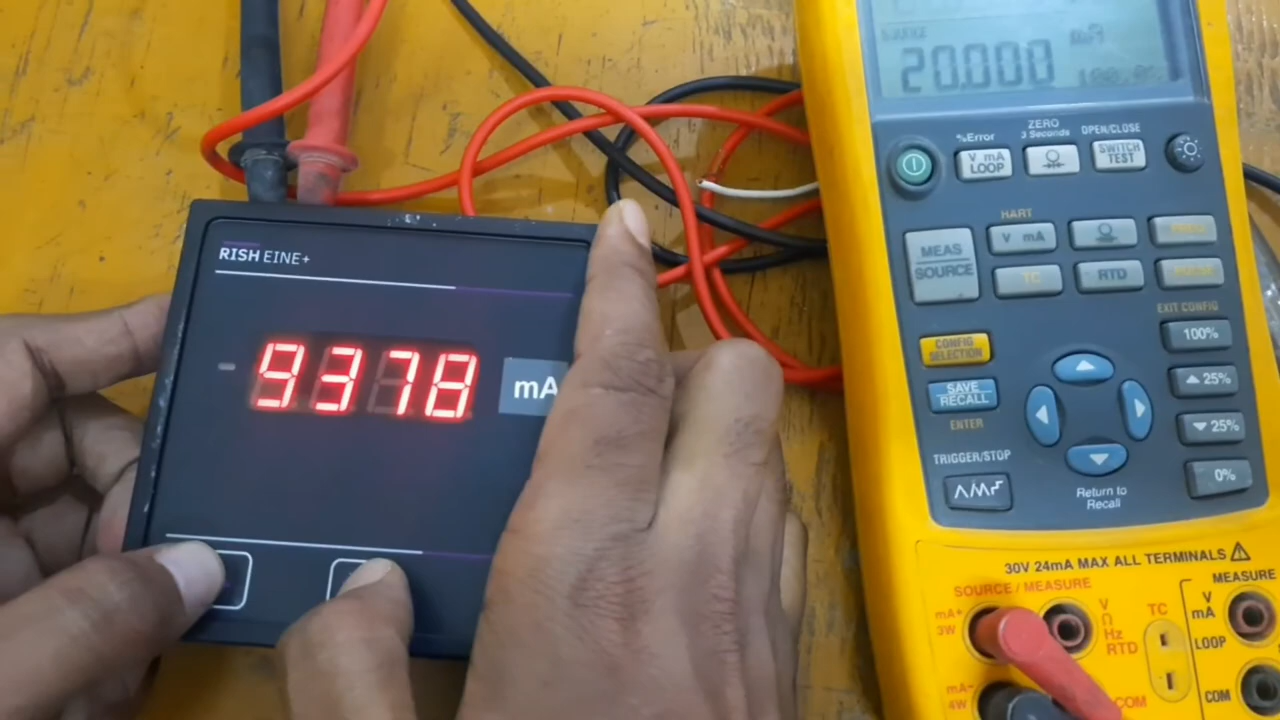 RISH EINE+
9378
mA
20.000
mA
%Error
V mA
LOOP
ZERO
3 Seconds
OPEN/CLOSE
SWITCH
TEST
MEAS
SOURCE
HART
V mA
TC
RTD
PULSE
CONFIG
SELECTION
SAVE
RECALL
ENTER
TRIGGER/STOP
Return to
Recall
EXIT CONFIG
100%
25%
25%
0%
30V 24mA MAX ALL TERMINALS
SOURCE / MEASURE
mA+
3W
mA-
4W
V
Ω
Hz
RTD
COM
TC
MEASURE
V
mA
LOOP
COM